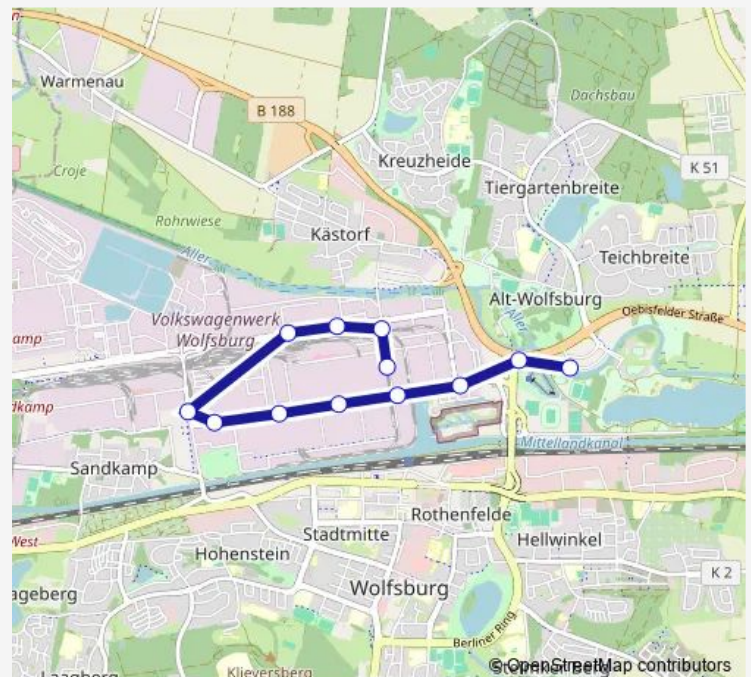 Warmenau
B 188
Dachsbau
Kreuzheide
K 51
Croje
Tiergartenbreite
Rohrwiese
Kästorf
Aller
Teichbreite
Alt-Wolfsburg
Volkswagenwerk
Wolfsburg
Aller
Oebisfelder Straße
amp
dkamp
Mittellandkanal
Sandkamp
Rothenfelde
West
Stadtmitte
Hellwinkel
Hohenstein
K 2
ageberg
Wolfsburg
Berliner Ring
Klieversberg
Laagberg
© OpenStreetMap contributors